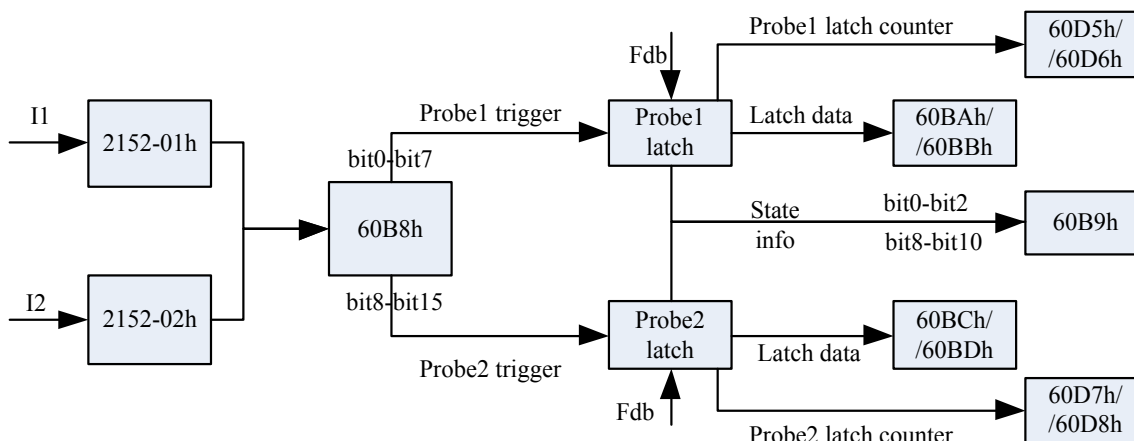 Probe1 latch counter
60D5h/
/60D6h
Fdb
I1
2152-01h
Probe1 trigger
Probe1
latch
Latch data
60BAh/
/60BBh
bit0-bit7
60B8h
State
info
bit0-bit2
bit8-bit10
60B9h
I2
2152-02h
bit8-bit15
Probe2
latch
60BCh/
/60BDh
Latch data
Probe2 trigger
Fdb
60D7h/
/60D8h
Probe2 latch counter